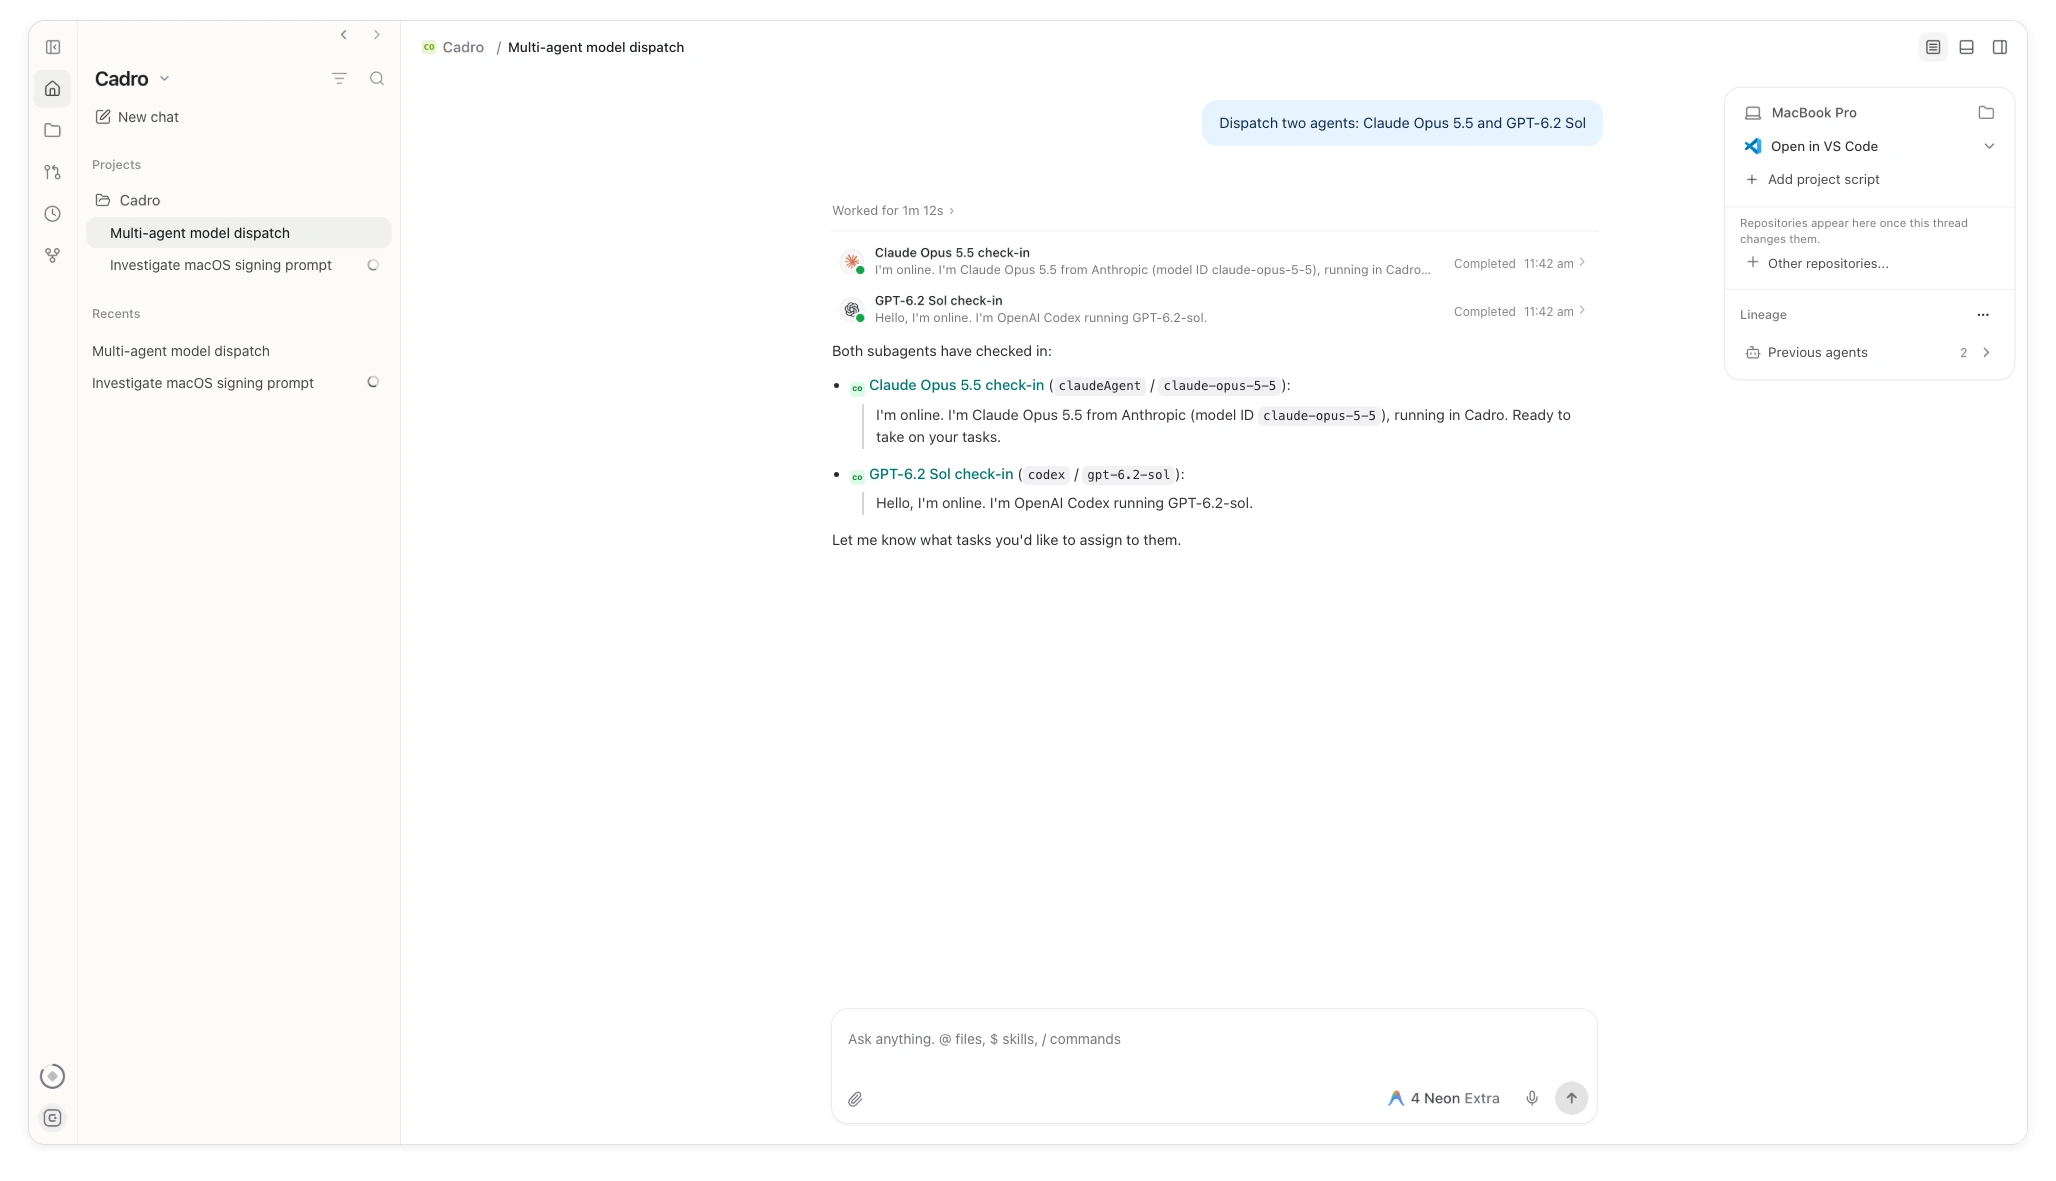 Cadro
New chat
Projects
Cadro
Multi-agent model dispatch
Investigate macOS signing prompt
Recents
Multi-agent model dispatch
Investigate macOS signing prompt
co Cadro / Multi-agent model dispatch
Dispatch two agents: Claude Opus 5.5 and GPT-6.2 Sol
Worked for 1m 12s ›
Claude Opus 5.5 check-in
I'm online. I'm Claude Opus 5.5 from Anthropic (model ID claude-opus-5-5), running in Cadro...
Completed 11:42 am
GPT-6.2 Sol check-in
Hello, I'm online. I'm OpenAI Codex running GPT-6.2-sol.
Completed 11:42 am
Both subagents have checked in:
• co Claude Opus 5.5 check-in ( claudeAgent / claude-opus-5-5 ):
I'm online. I'm Claude Opus 5.5 from Anthropic (model ID claude-opus-5-5 ), running in Cadro. Ready to
take on your tasks.
• co GPT-6.2 Sol check-in ( codex / gpt-6.2-sol ):
Hello, I'm online. I'm OpenAI Codex running GPT-6.2-sol.
Let me know what tasks you'd like to assign to them.
Ask anything. @ files, $ skills, / commands
4 Neon Extra
MacBook Pro
Open in VS Code
Add project script
Repositories appear here once this thread
changes them.
Other repositories...
Lineage
Previous agents 2